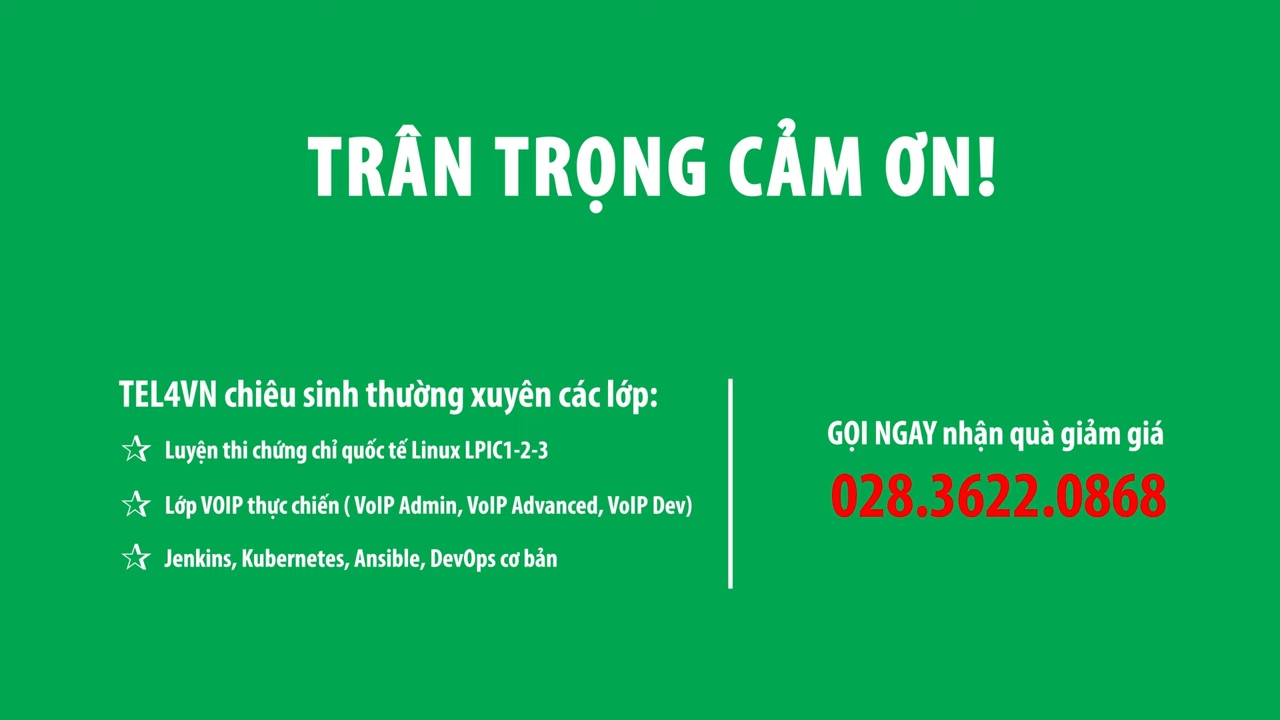 TRÂN TRỌNG CẢM ƠN!
TEL4VN chiêu sinh thường xuyên các lớp:
Luyện thi chứng chỉ quốc tế Linux LPIC1-2-3
Lớp VOIP thực chiến ( VoIP Admin, VoIP Advanced, VoIP Dev)
Jenkins, Kubernetes, Ansible, DevOps cơ bản
GỌI NGAY nhận quà giảm giá
028.3622.0868